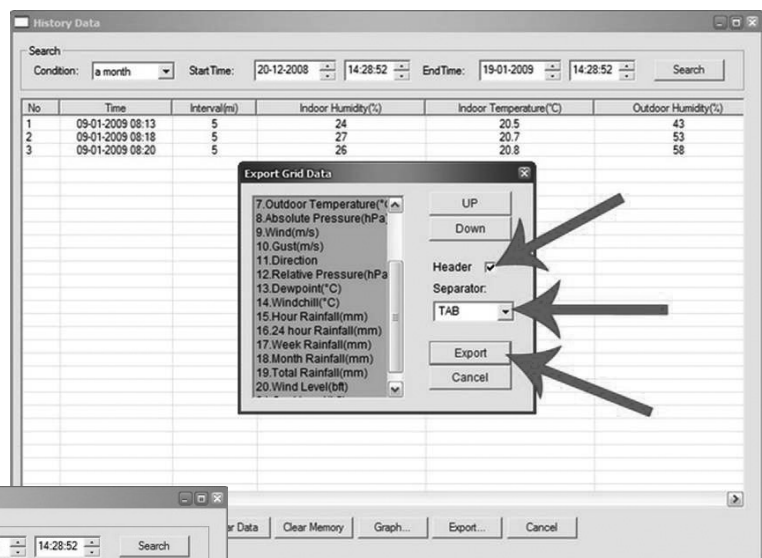 History Data
Search
Condition: a month Start Time: 20-12-2008 14:28:52 End Time: 19-01-2009 14:28:52 Search
No Time Interval(mi) Indoor Humidity(%) Indoor Temperature(°C) Outdoor Humidity(%)
1 09-01-2009 08:13 5 24 20.5 43
2 09-01-2009 08:18 5 27 20.7 53
3 09-01-2009 08:20 5 26 20.8 58
Export Grid Data
7.Outdoor Temperature(°(
8.Absolute Pressure(hPa)
9.Wind(m/s)
10.Gust(m/s)
11.Direction
12.Relative Pressure(hPa
13.Dewpoint(°C)
14.Windchill(°C)
15.Hour Rainfall(mm)
16.24 hour Rainfall(mm)
17.Week Rainfall(mm)
18.Month Rainfall(mm)
19.Total Rainfall(mm)
20.Wind Level(bft)
UP
Down
Header
Separator:
TAB
Export
Cancel
Data Clear Memory Graph... Export... Cancel
14:28:52 Search